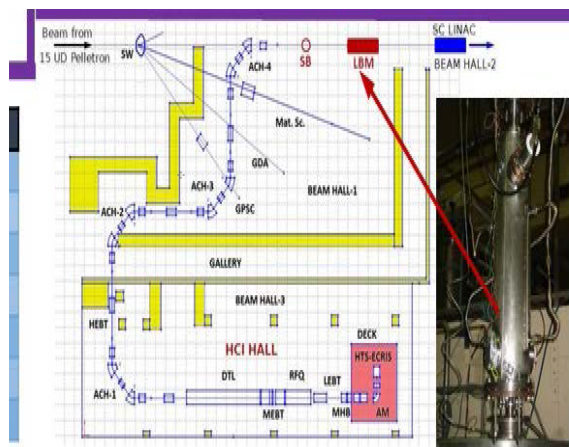 Beam from
15 UD Pelletron
SW
ACH-4
SB
LBM
SC LINAC
BEAM HALL-2
Mat. Sc.
GDA
ACH-3
BEAM HALL-1
GPSC
ACH-2
GALLERY
BEAM HALL-3
HEBT
HCI HALL
DECK
HTS-ECRIS
DTL
RFQ
LEBT
ACH-1
MEBT
MHB
AM